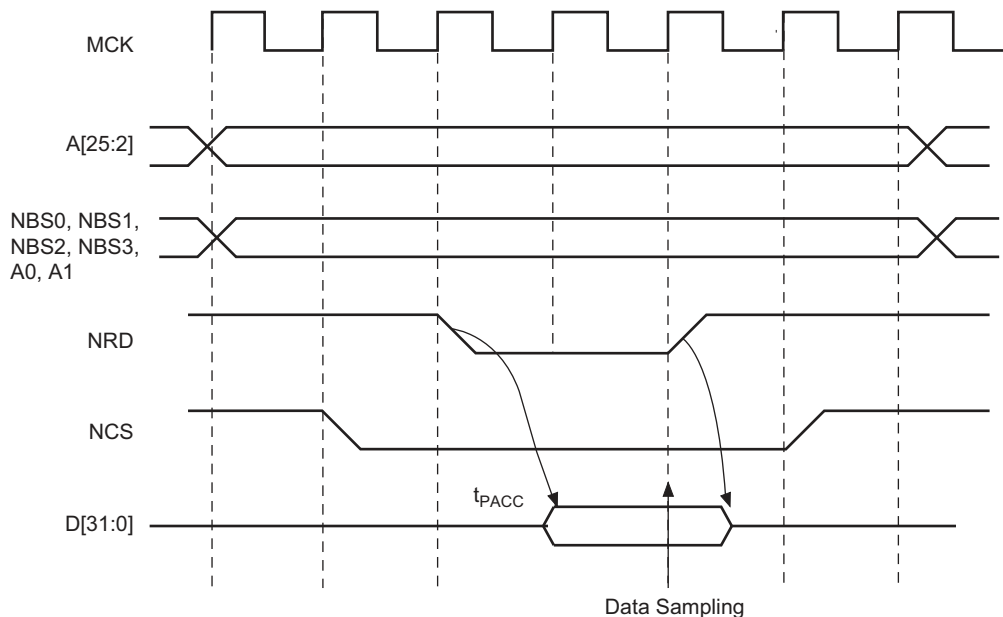 MCK
A[25:2]
NBS0, NBS1,
NBS2, NBS3,
A0, A1
NRD
NCS
tPACC
D[31:0]
Data Sampling